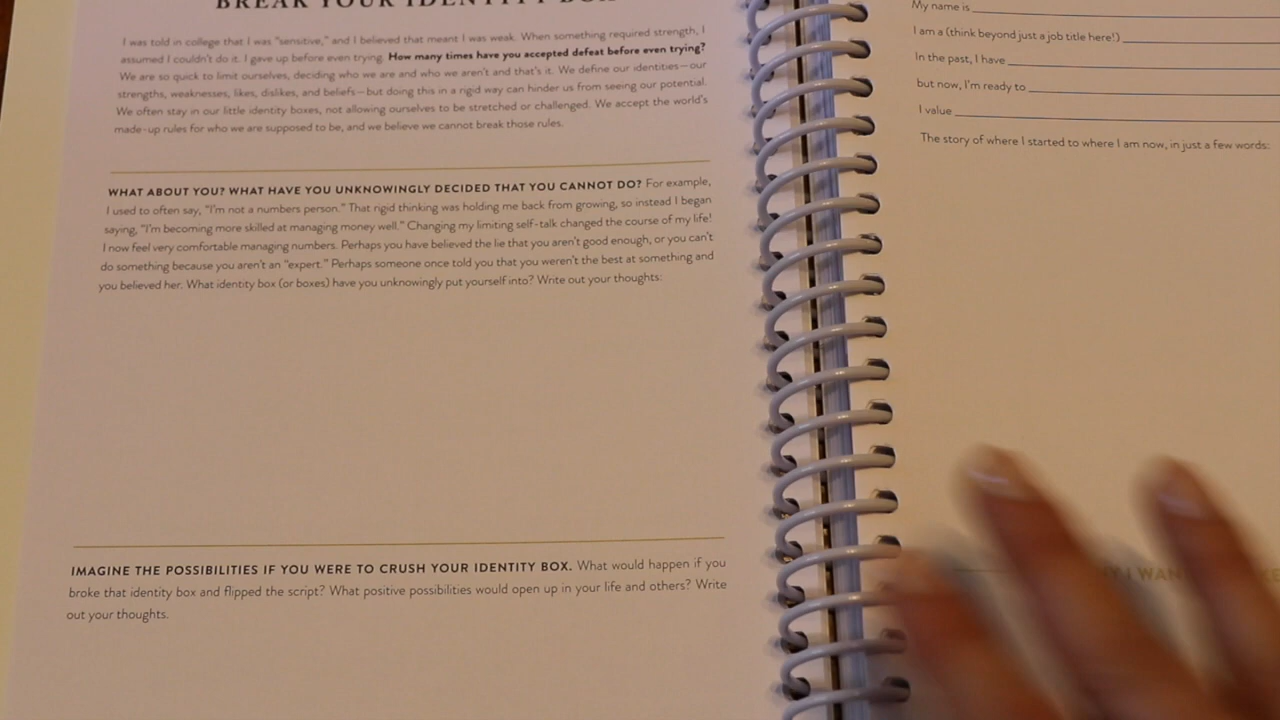 BREAK YOUR IDENTITY BOX
I was told in college that I was "sensitive," and I believed that meant I was weak. When something required strength, I
assumed I couldn't do it. I gave up before even trying. How many times have you accepted defeat before even trying?
We are so quick to limit ourselves, deciding who we are and who we aren't and that's it. We define our identities—our
strengths, weaknesses, likes, dislikes, and beliefs—but doing this in a rigid way can hinder us from seeing our potential.
We often stay in our little identity boxes, not allowing ourselves to be stretched or challenged. We accept the world's
made-up rules for who we are supposed to be, and we believe we cannot break those rules.
WHAT ABOUT YOU? WHAT HAVE YOU UNKNOWINGLY DECIDED THAT YOU CANNOT DO? For example,
I used to often say, "I'm not a numbers person." That rigid thinking was holding me back from growing, so instead I began
saying, "I'm becoming more skilled at managing money well." Changing my limiting self-talk changed the course of my life!
I now feel very comfortable managing numbers. Perhaps you have believed the lie that you aren't good enough, or you can't
do something because you aren't an "expert." Perhaps someone once told you that you weren't the best at something and
you believed her. What identity box (or boxes) have you unknowingly put yourself into? Write out your thoughts:
IMAGINE THE POSSIBILITIES IF YOU WERE TO CRUSH YOUR IDENTITY BOX. What would happen if you
broke that identity box and flipped the script? What positive possibilities would open up in your life and others? Write
out your thoughts.
My name is
I am a (think beyond just a job title here!)
In the past, I have
but now, I'm ready to
I value
The story of where I started to where I am now, in just a few words:
I WAN